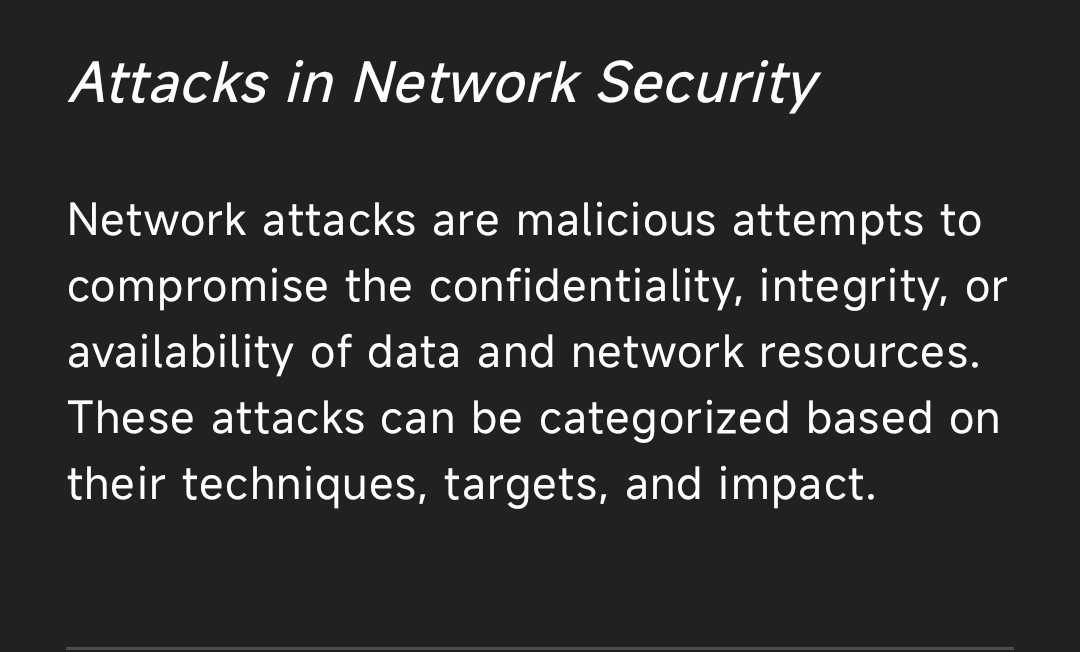 Attacks in Network Security
Network attacks are malicious attempts to
compromise the confidentiality, integrity, or
availability of data and network resources.
These attacks can be categorized based on
their techniques, targets, and impact.